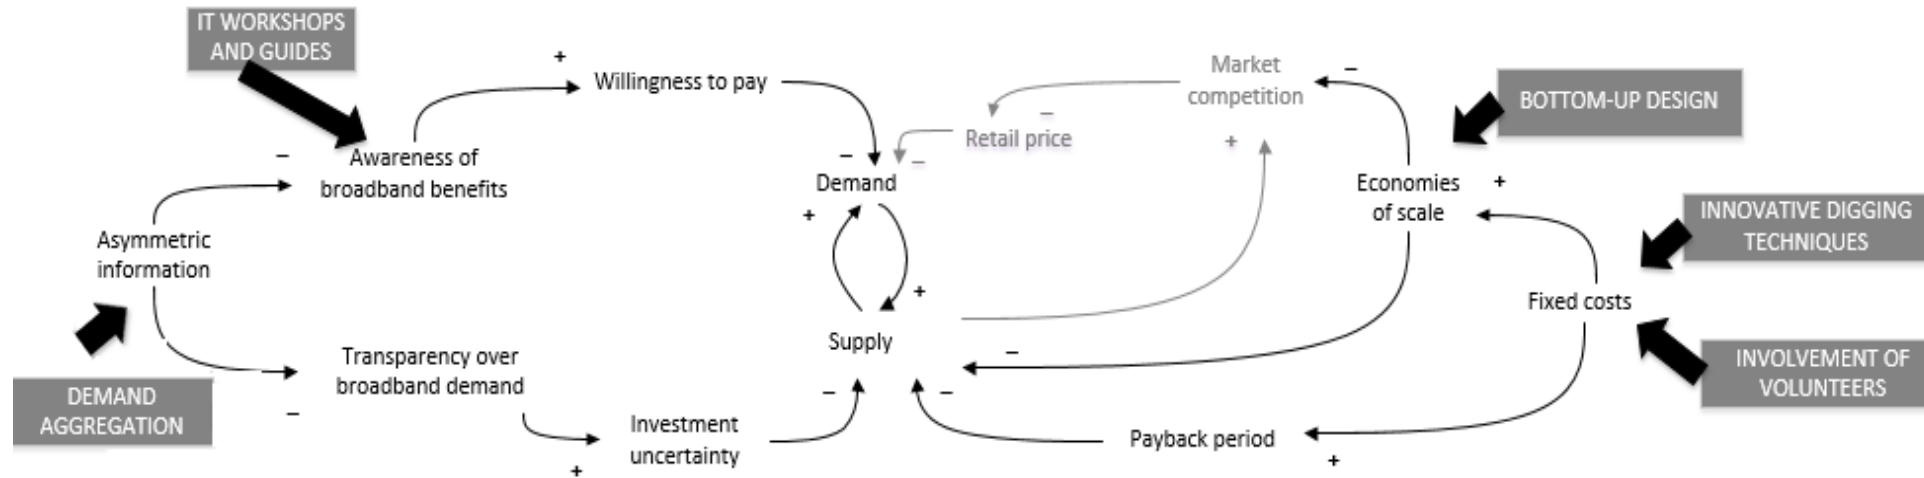 IT WORKSHOPS
AND GUIDES
+
Willingness to pay
–
Awareness of
broadband benefits
–
Demand
+
Market
competition
–
–
Retail price
–
+
BOTTOM-UP DESIGN
Economies
of scale
+
INNOVATIVE DIGGING
TECHNIQUES
Asymmetric
information
+
Supply
–
Fixed costs
Transparency over
broadband demand
–
INVOLVEMENT OF
VOLUNTEERS
DEMAND
AGGREGATION
–
–
Investment
uncertainty
+
Payback period
+